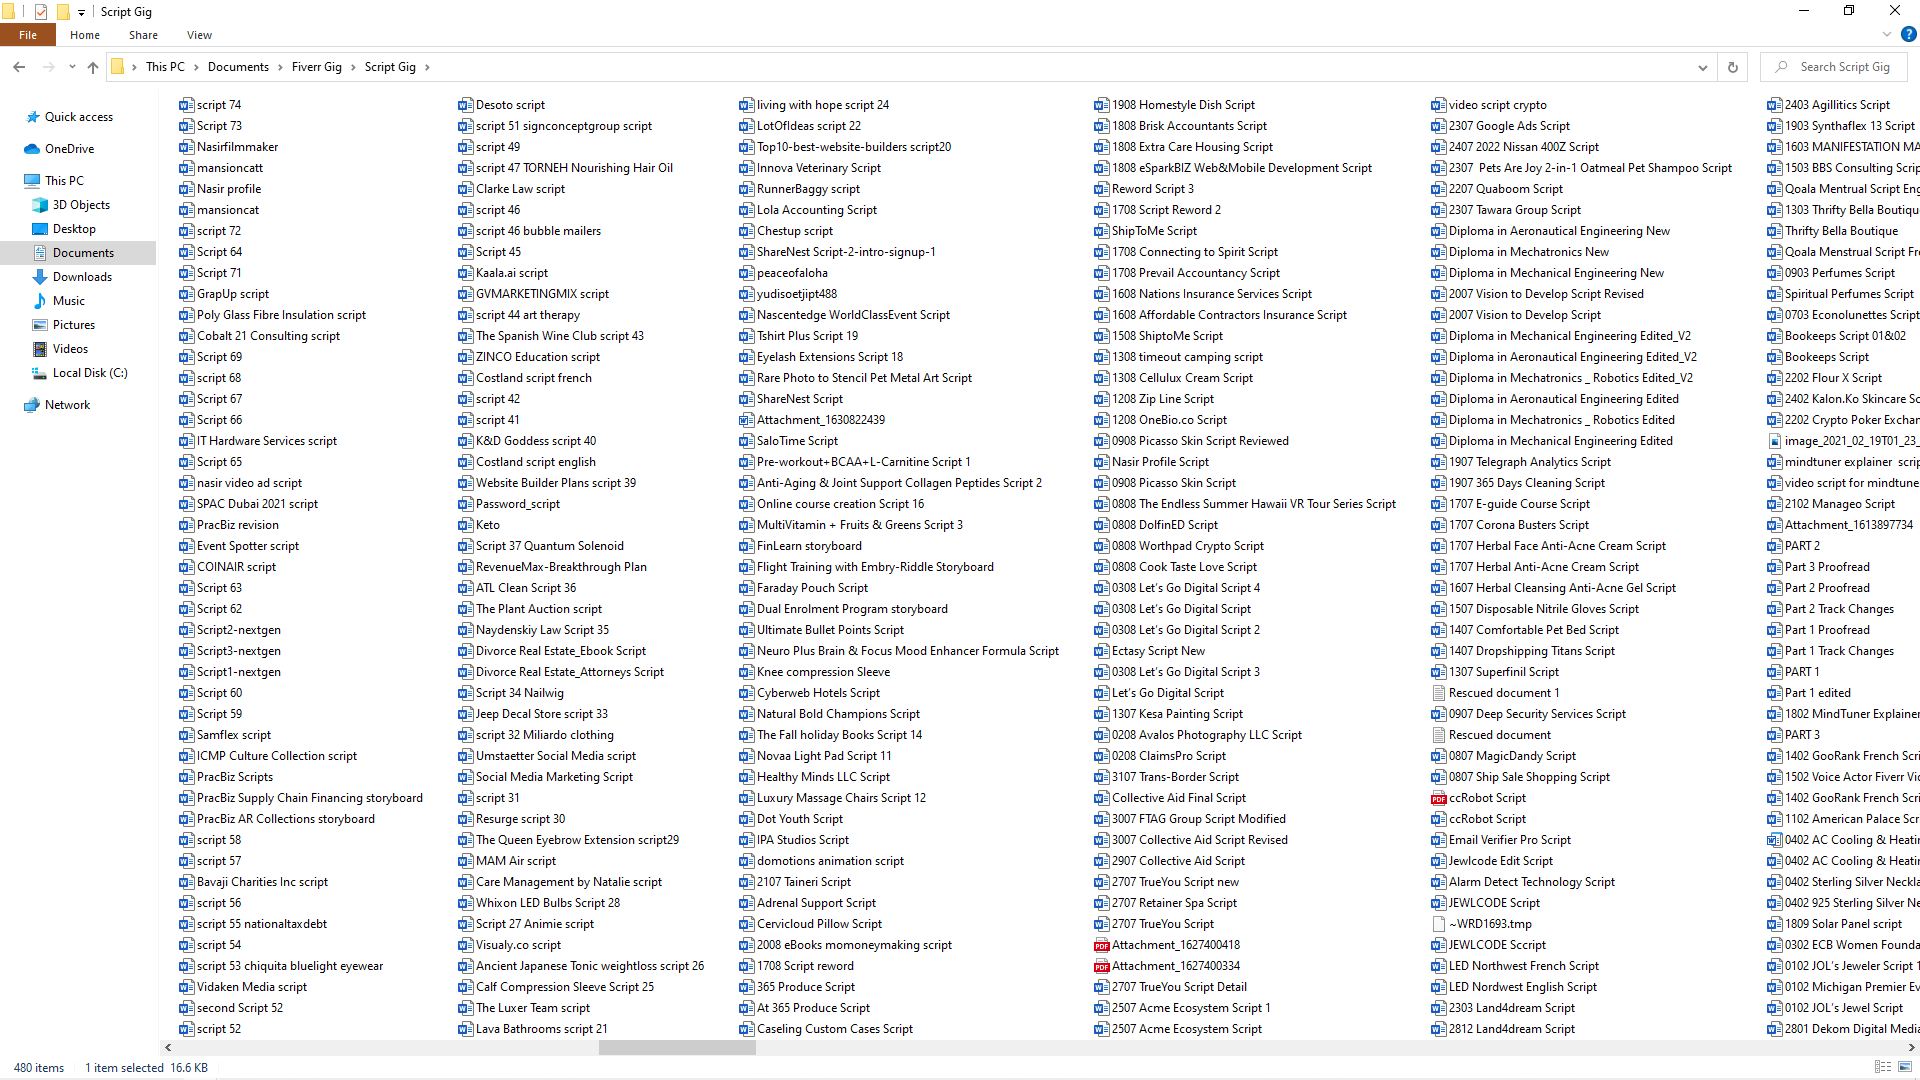 Script Gig
File
Home
Share
View
This PC
Documents
Fiverr Gig
Script Gig
Search Script Gig
Quick access
OneDrive
This PC
3D Objects
Desktop
Documents
Downloads
Music
Pictures
Videos
Local Disk (C:)
Network
script 74
Script 73
Nasirfilmmaker
mansioncatt
Nasir profile
mansioncat
script 72
Script 64
Script 71
GrapUp script
Poly Glass Fibre Insulation script
Cobalt 21 Consulting script
Script 69
script 68
Script 67
Script 66
IT Hardware Services script
Script 65
nasir video ad script
SPAC Dubai 2021 script
PracBiz revision
Event Spotter script
COINAIR script
Script 63
Script 62
Script2-nextgen
Script3-nextgen
Script1-nextgen
Script 60
Script 59
Samflex script
ICMP Culture Collection script
PracBiz Scripts
PracBiz Supply Chain Financing storyboard
PracBiz AR Collections storyboard
script 58
script 57
Bavaji Charities Inc script
script 56
script 55 nationaltaxdebt
script 54
script 53 chiquita bluelight eyewear
Vidaken Media script
second Script 52
script 52
Desoto script
script 51 signconceptgroup script
script 49
script 47 TORNEH Nourishing Hair Oil
Clarke Law script
script 46
script 46 bubble mailers
Script 45
Kaala.ai script
GVMARKETINGMIX script
script 44 art therapy
The Spanish Wine Club script 43
ZINCO Education script
Costland script french
script 42
script 41
K&D Goddess script 40
Costland script english
Website Builder Plans script 39
Password_script
Keto
Script 37 Quantum Solenoid
RevenueMax-Breakthrough Plan
ATL Clean Script 36
The Plant Auction script
Naydenskiy Law Script 35
Divorce Real Estate_Ebook Script
Divorce Real Estate_Attorneys Script
Script 34 Nailwig
Jeep Decal Store script 33
script 32 Miliardo clothing
Umstaetter Social Media script
Social Media Marketing Script
script 31
Resurge script 30
The Queen Eyebrow Extension script29
MAM Air script
Care Management by Natalie script
Whixon LED Bulbs Script 28
Script 27 Animie script
Visualy.co script
Ancient Japanese Tonic weightloss script 26
Calf Compression Sleeve Script 25
The Luxer Team script
Lava Bathrooms script 21
living with hope script 24
LotOfIdeas script 22
Top10-best-website-builders script20
Innova Veterinary Script
RunnerBaggy script
Lola Accounting Script
Chestup script
ShareNest Script-2-intro-signup-1
peaceofaloha
yudisoetjipt488
Nascentedge WorldClassEvent Script
Tshirt Plus Script 19
Eyelash Extensions Script 18
Rare Photo to Stencil Pet Metal Art Script
ShareNest Script
Attachment_1630822439
SaloTime Script
Pre-workout+BCAA+L-Carnitine Script 1
Anti-Aging & Joint Support Collagen Peptides Script 2
Online course creation Script 16
MultiVitamin + Fruits & Greens Script 3
FinLearn storyboard
Flight Training with Embry-Riddle Storyboard
Faraday Pouch Script
Dual Enrolment Program storyboard
Ultimate Bullet Points Script
Neuro Plus Brain & Focus Mood Enhancer Formula Script
Knee compression Sleeve
Cyberweb Hotels Script
Natural Bold Champions Script
The Fall holiday Books Script 14
Novaa Light Pad Script 11
Healthy Minds LLC Script
Luxury Massage Chairs Script 12
Dot Youth Script
IPA Studios Script
domotions animation script
2107 Taineri Script
Adrenal Support Script
Cervicloud Pillow Script
2008 eBooks momoneymaking script
1708 Script reword
365 Produce Script
At 365 Produce Script
Caseling Custom Cases Script
1908 Homestyle Dish Script
1808 Brisk Accountants Script
1808 Extra Care Housing Script
1808 eSparkBIZ Web&Mobile Development Script
Reword Script 3
1708 Script Reword 2
ShipToMe Script
1708 Connecting to Spirit Script
1708 Prevail Accountancy Script
1608 Nations Insurance Services Script
1608 Affordable Contractors Insurance Script
1508 ShiptoMe Script
1308 timeout camping script
1308 Cellulux Cream Script
1208 Zip Line Script
1208 OneBio.co Script
0908 Picasso Skin Script Reviewed
Nasir Profile Script
0908 Picasso Skin Script
0808 The Endless Summer Hawaii VR Tour Series Script
0808 DolfinED Script
0808 Worthpad Crypto Script
0808 Cook Taste Love Script
0308 Let's Go Digital Script 4
0308 Let's Go Digital Script
0308 Let's Go Digital Script 2
Ectasy Script New
0308 Let's Go Digital Script 3
Let's Go Digital Script
1307 Kesa Painting Script
0208 Avalos Photography LLC Script
0208 ClaimsPro Script
3107 Trans-Border Script
Collective Aid Final Script
3007 FTAG Group Script Modified
3007 Collective Aid Script Revised
2907 Collective Aid Script
2707 TrueYou Script new
2707 Retainer Spa Script
2707 TrueYou Script
Attachment_1627400418
Attachment_1627400334
2707 TrueYou Script Detail
2507 Acme Ecosystem Script 1
2507 Acme Ecosystem Script
video script crypto
2307 Google Ads Script
2407 2022 Nissan 400Z Script
2307  Pets Are Joy 2-in-1 Oatmeal Pet Shampoo Script
2207 Quaboom Script
2307 Tawara Group Script
Diploma in Aeronautical Engineering New
Diploma in Mechatronics New
Diploma in Mechanical Engineering New
2007 Vision to Develop Script Revised
2007 Vision to Develop Script
Diploma in Mechanical Engineering Edited_V2
Diploma in Aeronautical Engineering Edited_V2
Diploma in Mechatronics _ Robotics Edited_V2
Diploma in Aeronautical Engineering Edited
Diploma in Mechatronics _ Robotics Edited
Diploma in Mechanical Engineering Edited
1907 Telegraph Analytics Script
1907 365 Days Cleaning Script
1707 E-guide Course Script
1707 Corona Busters Script
1707 Herbal Face Anti-Acne Cream Script
1707 Herbal Anti-Acne Cream Script
1607 Herbal Cleansing Anti-Acne Gel Script
1507 Disposable Nitrile Gloves Script
1407 Comfortable Pet Bed Script
1407 Dropshipping Titans Script
1307 Superfinil Script
Rescued document 1
0907 Deep Security Services Script
Rescued document
0807 MagicDandy Script
0807 Ship Sale Shopping Script
ccRobot Script
ccRobot Script
Email Verifier Pro Script
Jewlcode Edit Script
Alarm Detect Technology Script
JEWLCODE Script
~WRD1693.tmp
JEWLCODE Sccript
LED Northwest French Script
LED Nordwest English Script
2303 Land4dream Script
2812 Land4dream Script
2403 Agillitics Script
1903 Synthaflex 13 Script
1603 MANIFESTATION MA
1503 BBS Consulting Scrip
Qoala Mentrual Script Eng
1303 Thrifty Bella Boutique
Thrifty Bella Boutique
Qoala Menstrual Script Fre
0903 Perfumes Script
Spiritual Perfumes Script
0703 Econolunettes Script
Bookeeps Script 01&02
Bookeeps Script
2202 Flour X Script
2402 Kalon.Ko Skincare Sc
2202 Crypto Poker Exchan
image_2021_02_19T01_23_
mindtuner explainer  scrip
video script for mindtune
2102 Manageo Script
Attachment_1613897734
PART 2
Part 3 Proofread
Part 2 Proofread
Part 2 Track Changes
Part 1 Proofread
Part 1 Track Changes
PART 1
Part 1 edited
1802 MindTuner Explainer
PART 3
1402 GooRank French Scri
1502 Voice Actor Fiverr Vi
1402 GooRank French Scri
1102 American Palace Scri
0402 AC Cooling & Heatin
0402 AC Cooling & Heatin
0402 Sterling Silver Neckla
0402 925 Sterling Silver Ne
1809 Solar Panel script
0302 ECB Women Founda
0102 JOL's Jeweler Script 1
0102 Michigan Premier Ev
0102 JOL's Jewel Script
2801 Dekom Digital Media
480 items
1 item selected
16.6 KB